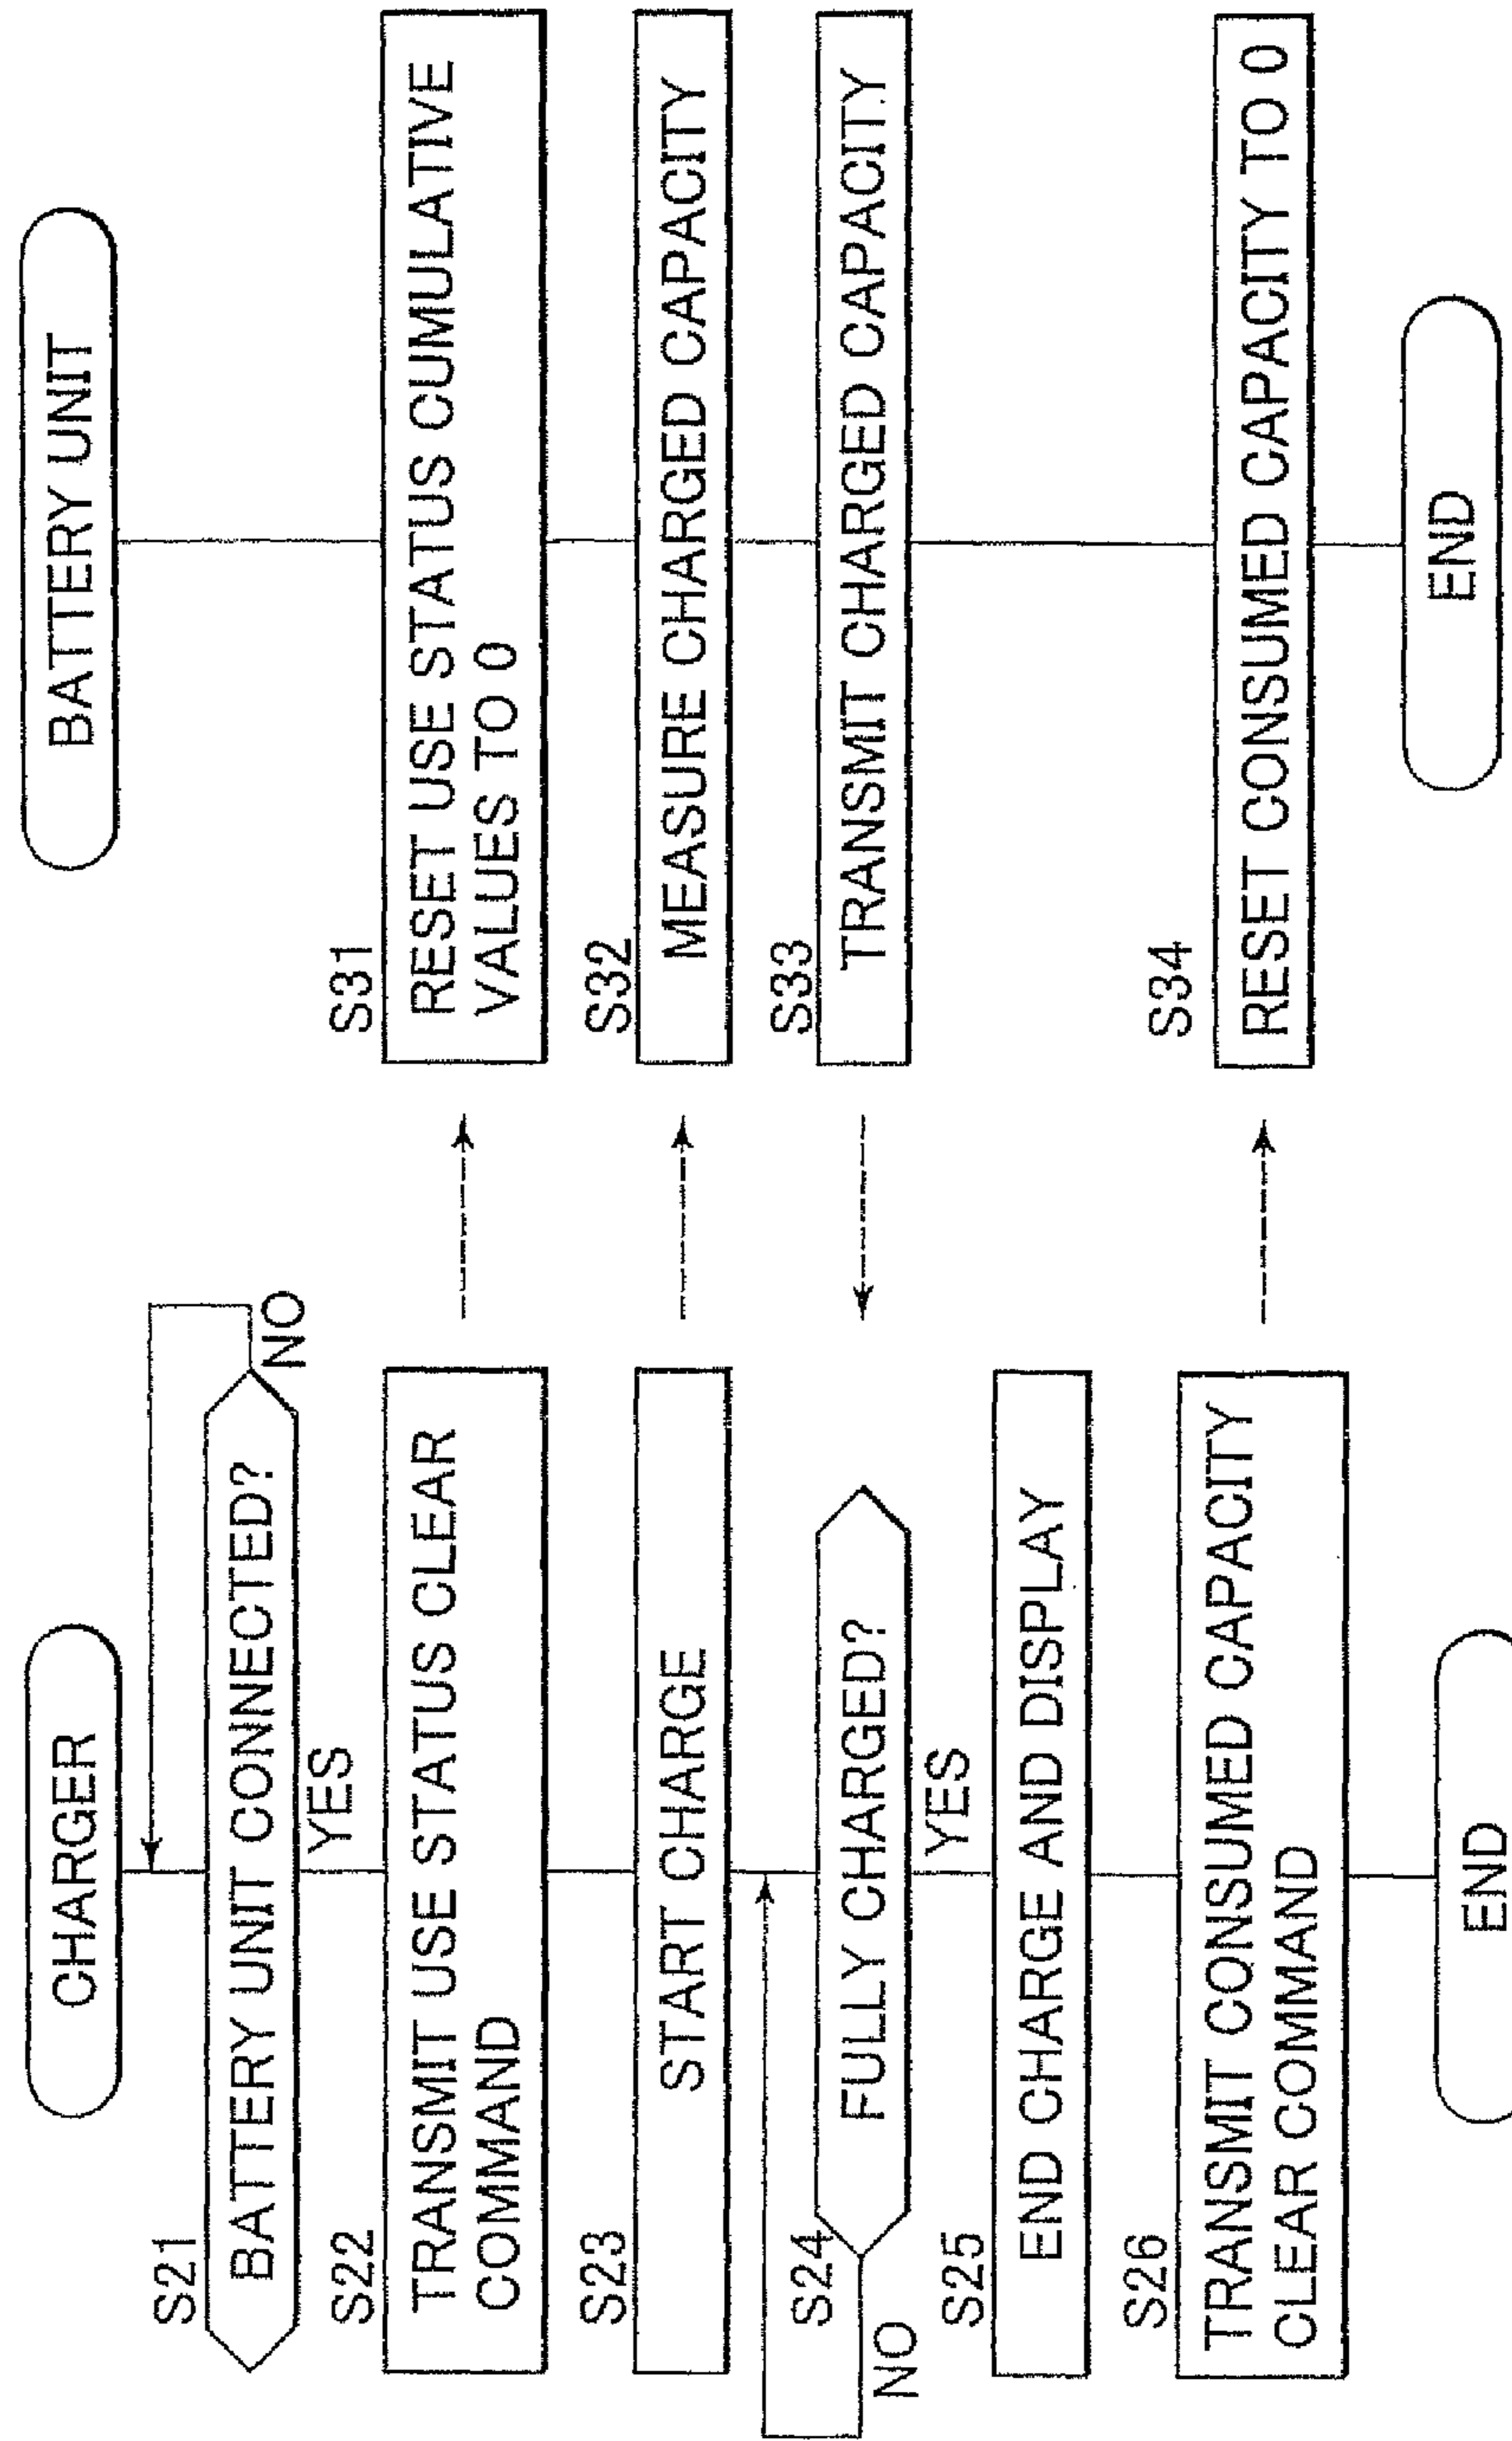 CHARGER
S21
BATTERY UNIT CONNECTED?
NO
YES
S22
TRANSMIT USE STATUS CLEAR
COMMAND
S23
START CHARGE
S24
FULLY CHARGED?
NO
YES
S25
END CHARGE AND DISPLAY
S26
TRANSMIT CONSUMED CAPACITY
CLEAR COMMAND
END
BATTERY UNIT
S31
RESET USE STATUS CUMULATIVE
VALUES TO 0
S32
MEASURE CHARGED CAPACITY
S33
TRANSMIT CHARGED CAPACITY
S34
RESET CONSUMED CAPACITY TO 0
END